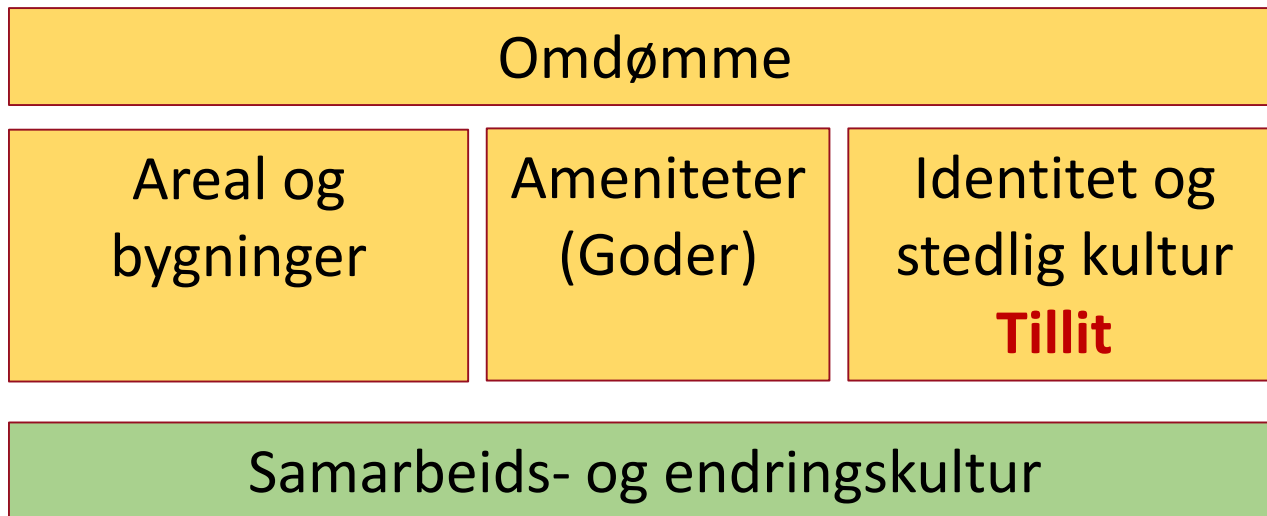 Omdømme
Areal og
bygninger
Ameniteter
(Goder)
Identitet og
stedlig kultur
Tillit
Samarbeids- og endringskultur